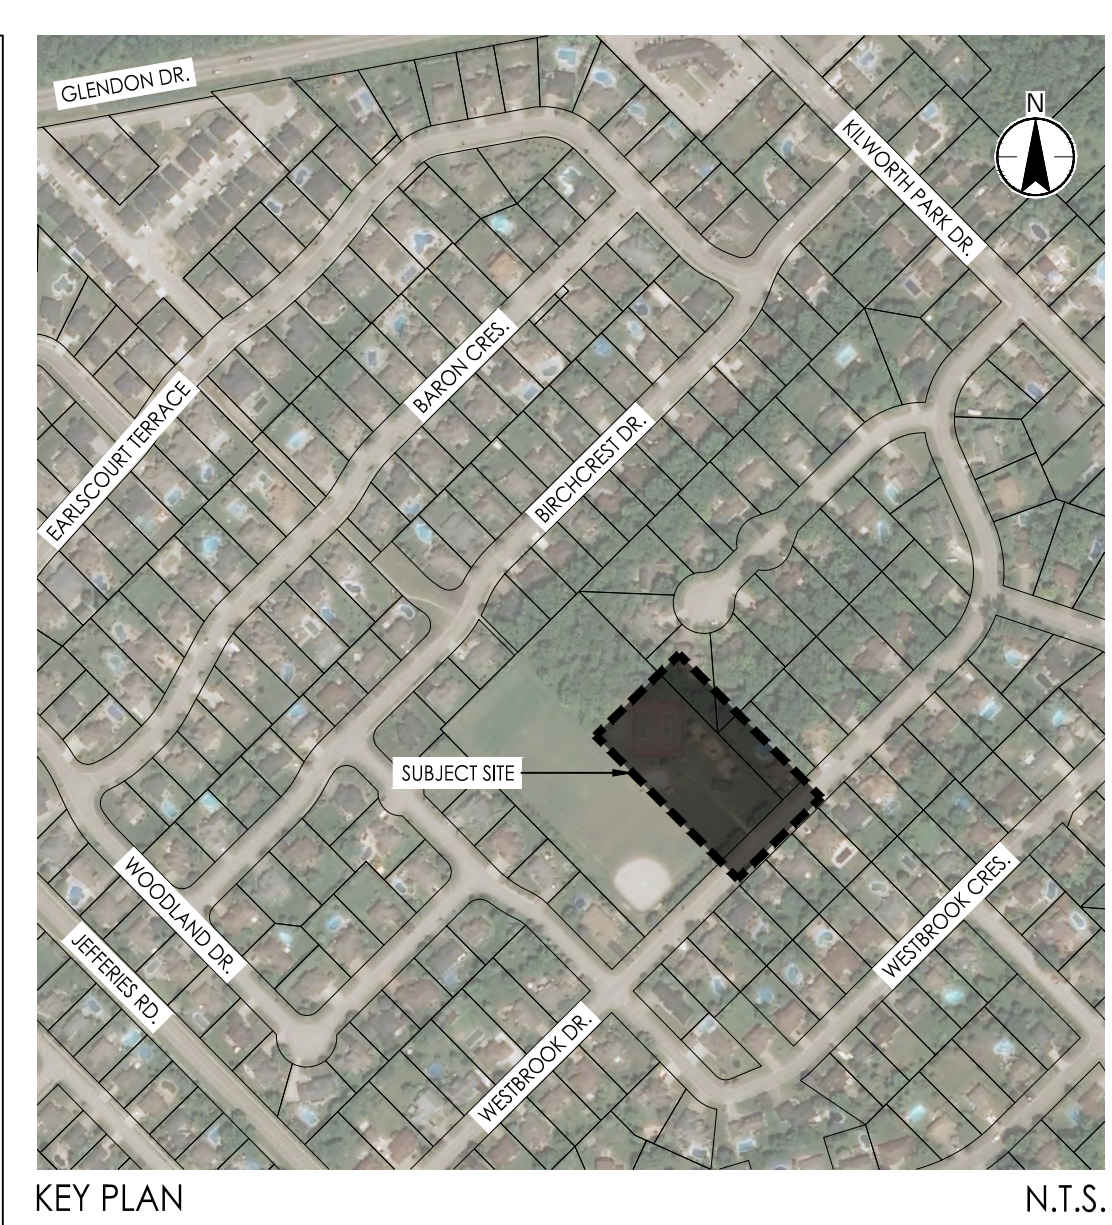 GLENDON DR.
N
KILWORTH PARK DR.
BARON CRES.
EARLSCOURT TERRACE
BIRCHCREST DR.
SUBJECT SITE
WOODLAND DR.
WESTBROOK CRES.
JEFFERIES RD.
WESTBROOK DR.
KEY PLAN
N.T.S.